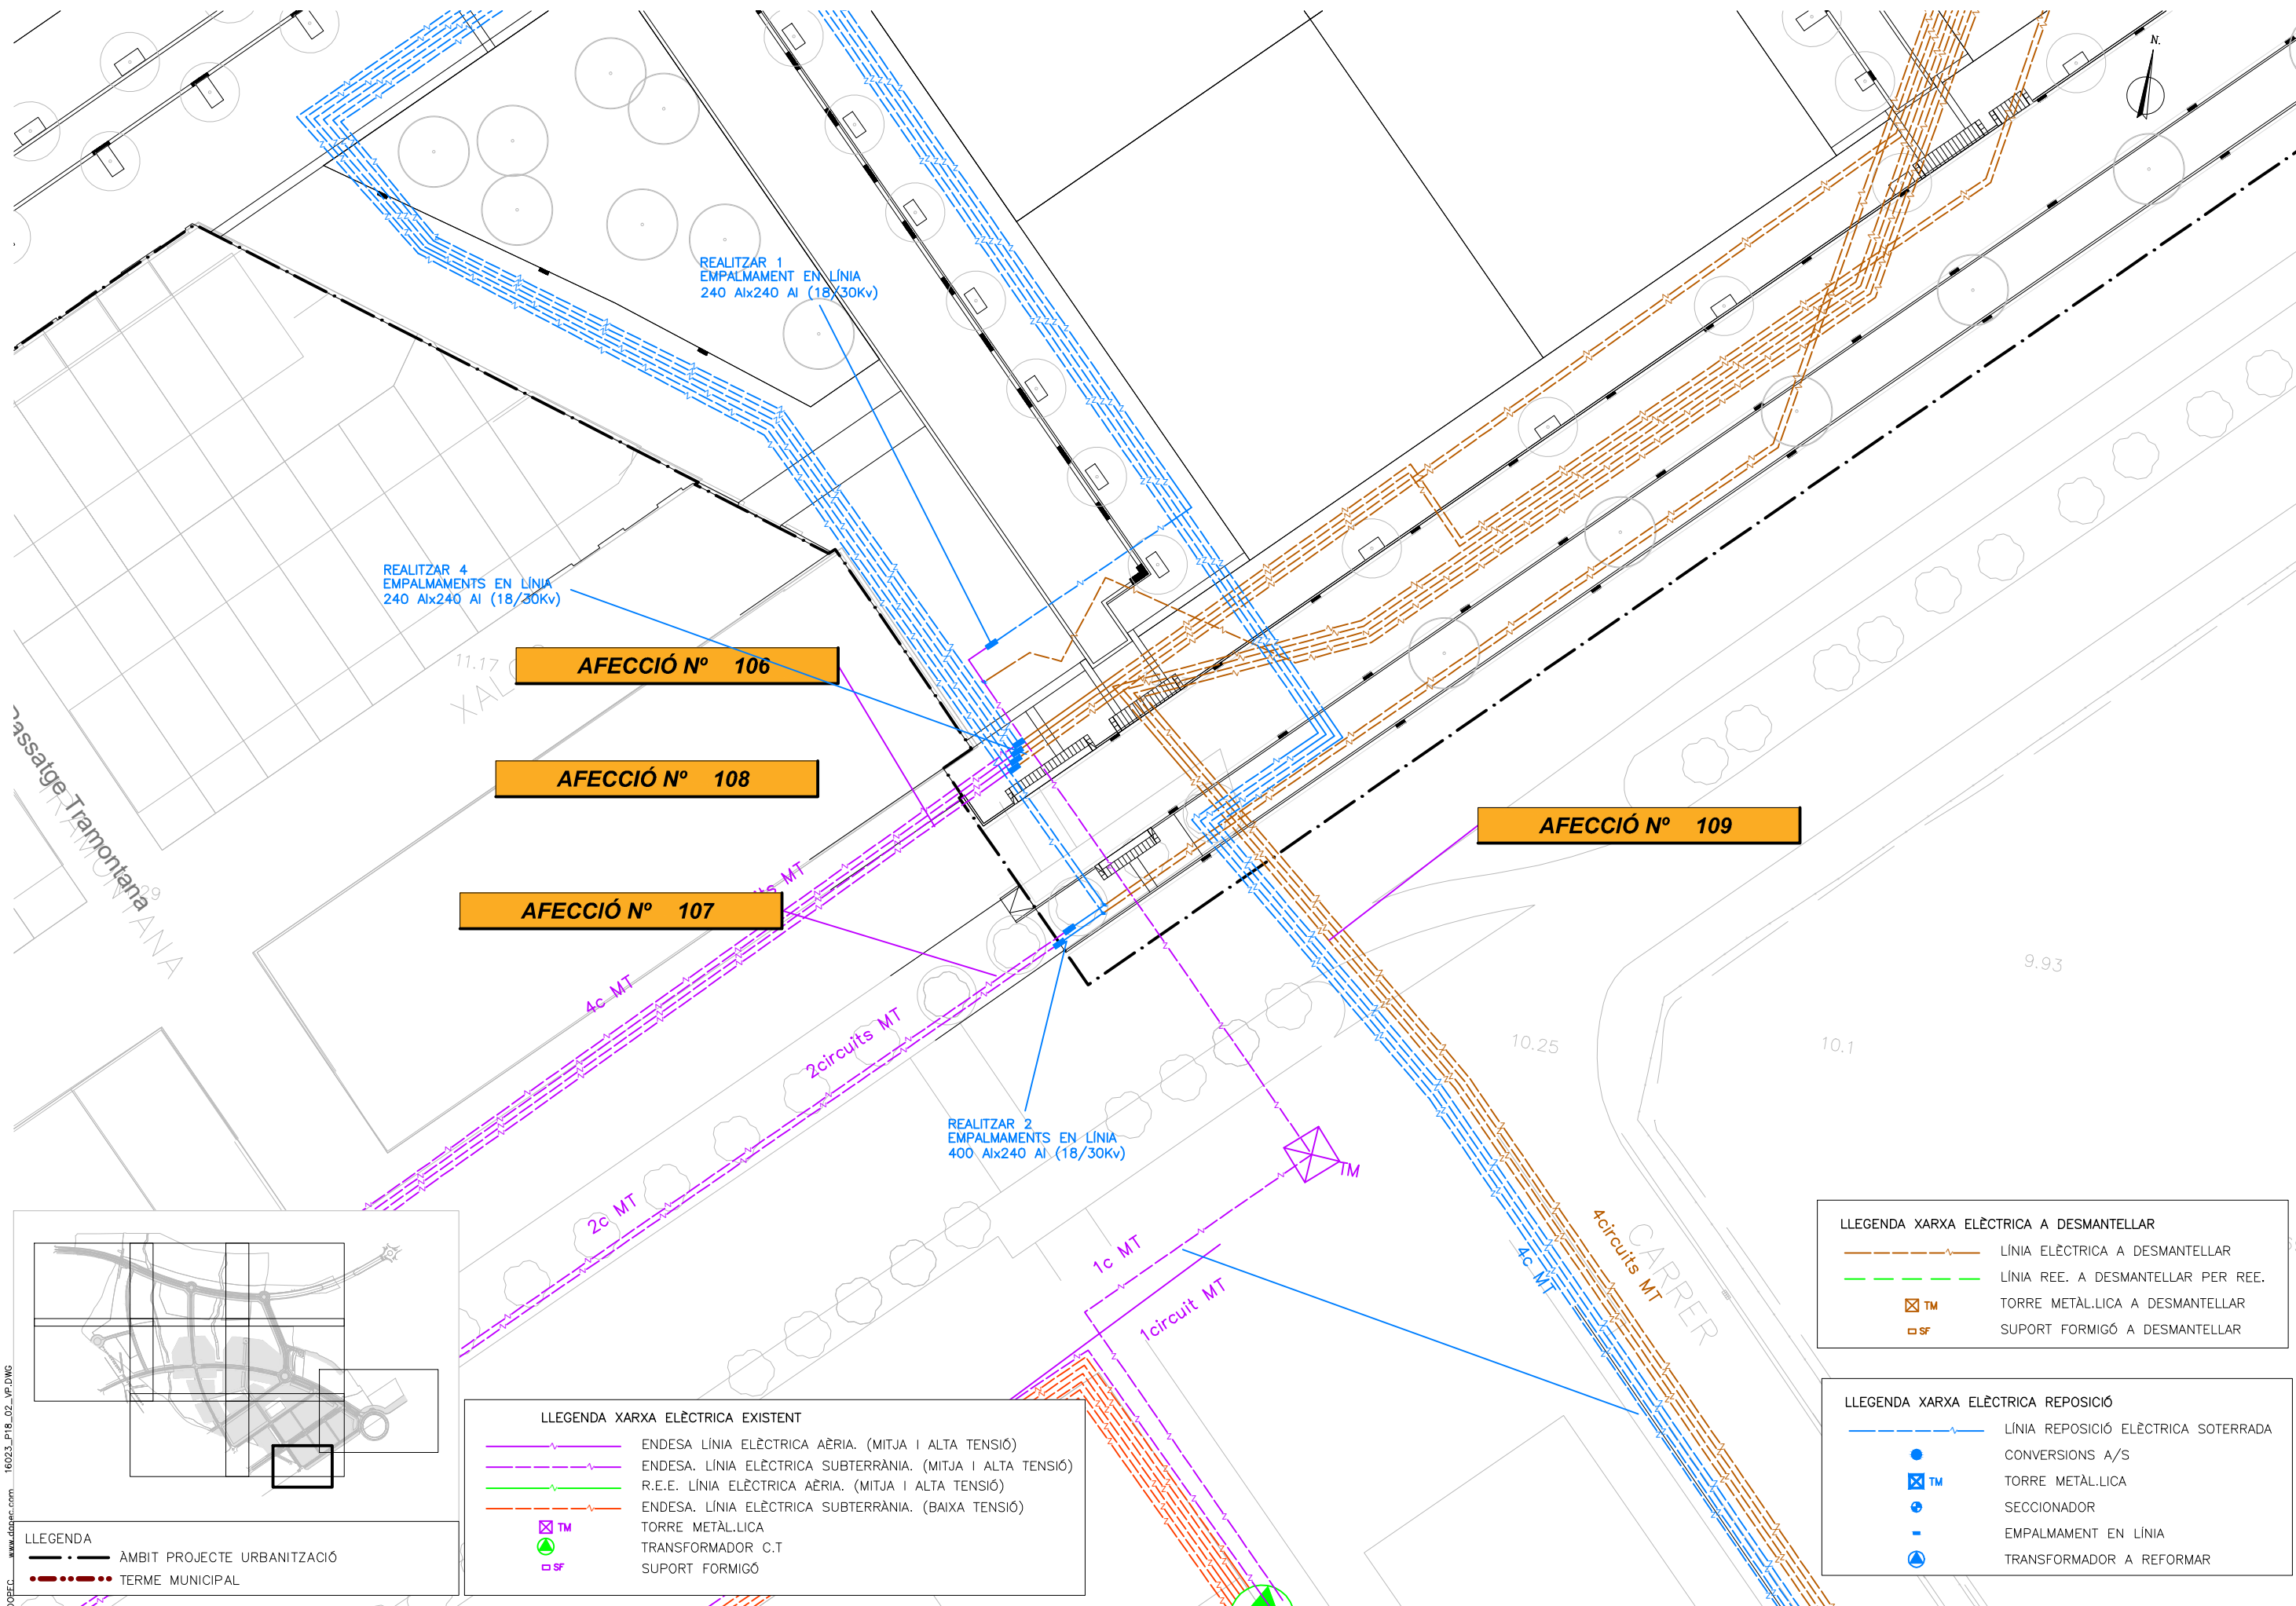 N.
REALITZAR 1
EMPALMAMENT EN LÍNIA
240 Alx240 Al (18/30Kv)
REALITZAR 4
EMPALMAMENTS EN LÍNIA
240 Alx240 Al (18/30Kv)
11.17
AFECCIÓ Nº 106
AFECCIÓ Nº 108
AFECCIÓ Nº 109
AFECCIÓ Nº 107
Passatge Tramontana
TRAMONTANA
29
4c MT
2circuits MT
2c MT
9.93
10.25
10.1
REALITZAR 2
EMPALMAMENTS EN LÍNIA
400 Alx240 Al (18/30Kv)
TM
1c MT
1circuit MT
4c MT
4circuits MT
CARRER
LLEGENDA XARXA ELÈCTRICA A DESMANTELLAR
LÍNIA ELÈCTRICA A DESMANTELLAR
LÍNIA REE. A DESMANTELLAR PER REE.
TM TORRE METÀL.LICA A DESMANTELLAR
SF SUPORT FORMIGÓ A DESMANTELLAR
LLEGENDA XARXA ELÈCTRICA REPOSICIÓ
LÍNIA REPOSICIÓ ELÈCTRICA SOTERRADA
CONVERSIONS A/S
TM TORRE METÀL.LICA
SECCIONADOR
EMPALMAMENT EN LÍNIA
TRANSFORMADOR A REFORMAR
LLEGENDA XARXA ELÈCTRICA EXISTENT
ENDESA LÍNIA ELÈCTRICA AÈRIA. (MITJA I ALTA TENSIÓ)
ENDESA. LÍNIA ELÈCTRICA SUBTERRÀNIA. (MITJA I ALTA TENSIÓ)
R.E.E. LÍNIA ELÈCTRICA AÈRIA. (MITJA I ALTA TENSIÓ)
ENDESA. LÍNIA ELÈCTRICA SUBTERRÀNIA. (BAIXA TENSIÓ)
TM TORRE METÀL.LICA
TRANSFORMADOR C.T
SF SUPORT FORMIGÓ
LLEGENDA
ÀMBIT PROJECTE URBANITZACIÓ
TERME MUNICIPAL
DOPEC www.dopec.com 16023_P18_02_VP.DWG